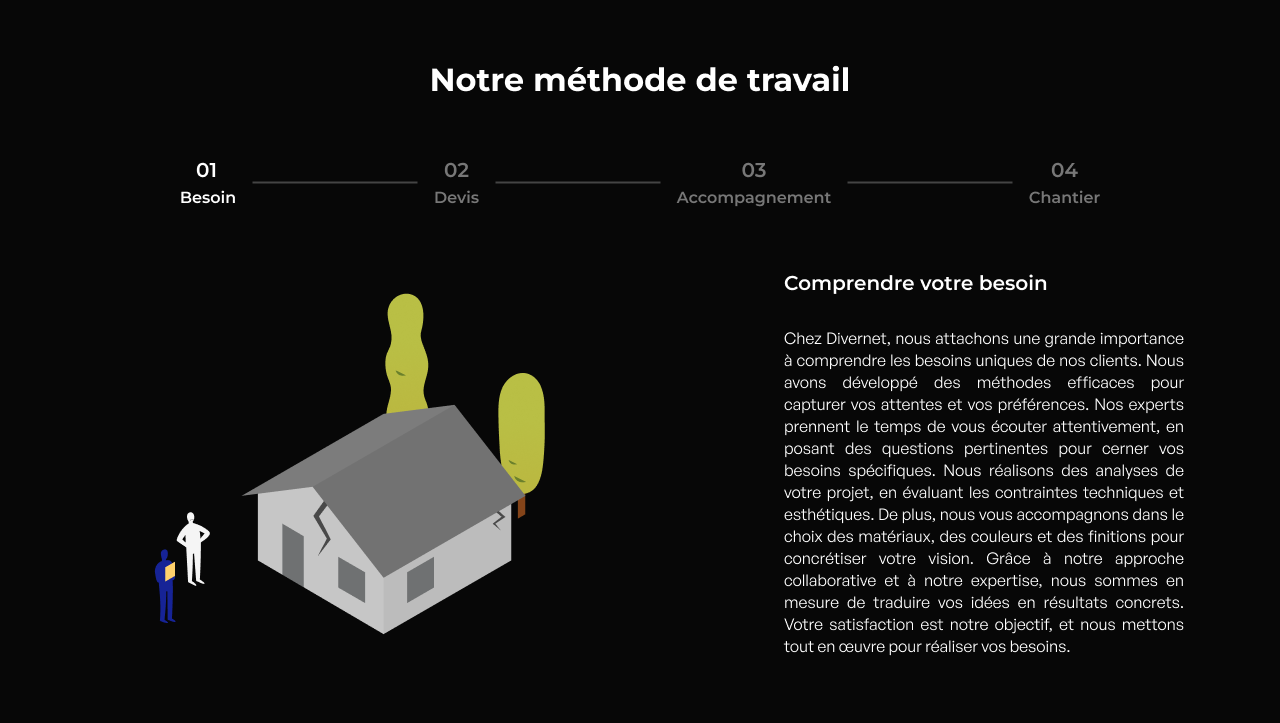 Notre méthode de travail
01
Besoin
02
Devis
03
Accompagnement
04
Chantier
Comprendre votre besoin
Chez Divernet, nous attachons une grande importance
à comprendre les besoins uniques de nos clients. Nous
avons développé des méthodes efficaces pour
capturer vos attentes et vos préférences. Nos experts
prennent le temps de vous écouter attentivement, en
posant des questions pertinentes pour cerner vos
besoins spécifiques. Nous réalisons des analyses de
votre projet, en évaluant les contraintes techniques et
esthétiques. De plus, nous vous accompagnons dans le
choix des matériaux, des couleurs et des finitions pour
concrétiser votre vision. Grâce à notre approche
collaborative et à notre expertise, nous sommes en
mesure de traduire vos idées en résultats concrets.
Votre satisfaction est notre objectif, et nous mettons
tout en œuvre pour réaliser vos besoins.